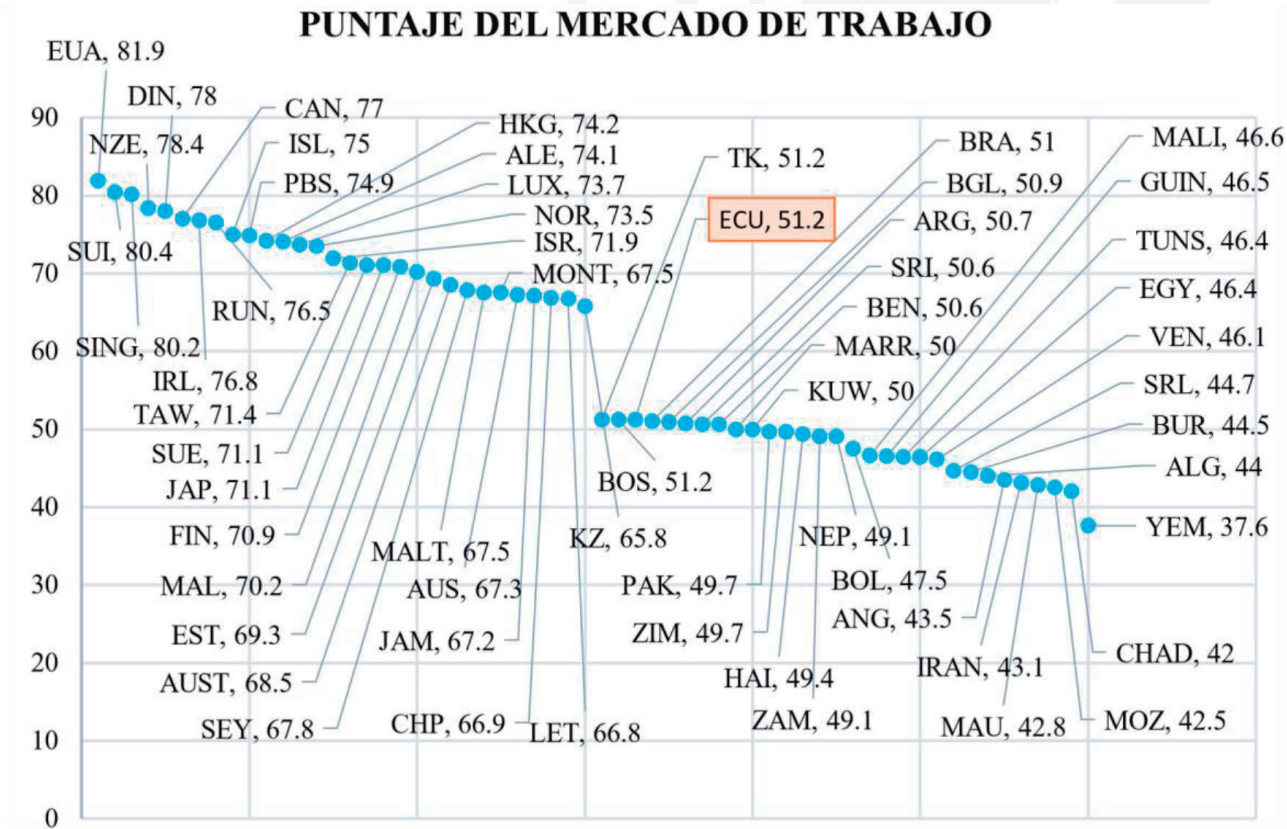 PUNTAJE DEL MERCADO DE TRABAJO
EUA, 81.9
DIN, 78
CAN, 77
HKG, 74.2
BRA, 51
MALI, 46.6
90
NZE, 78.4
ISL, 75
ALE, 74.1
TK, 51.2
BGL, 50.9
GUIN, 46.5
PBS, 74.9
LUX, 73.7
80
NOR, 73.5
ECU, 51.2
ARG, 50.7
SUI, 80.4
ISR, 71.9
TUNS, 46.4
70
MONT, 67.5
SRI, 50.6
EGY, 46.4
RUN, 76.5
BEN, 50.6
SING, 80.2
MARR, 50
VEN, 46.1
60
IRL, 76.8
KUW, 50
SRL, 44.7
TAW, 71.4
BUR, 44.5
50
SUE, 71.1
BOS, 51.2
ALG, 44
JAP, 71.1
40
FIN, 70.9
MALT, 67.5
KZ, 65.8
NEP, 49.1
YEM, 37.6
30
MAL, 70.2
AUS, 67.3
PAK, 49.7
BOL, 47.5
EST, 69.3
JAM, 67.2
ZIM, 49.7
ANG, 43.5
20
AUST, 68.5
HAI, 49.4
IRAN, 43.1
CHAD, 42
SEY, 67.8
CHP, 66.9
LET, 66.8
ZAM, 49.1
MAU, 42.8
MOZ, 42.5
10
0